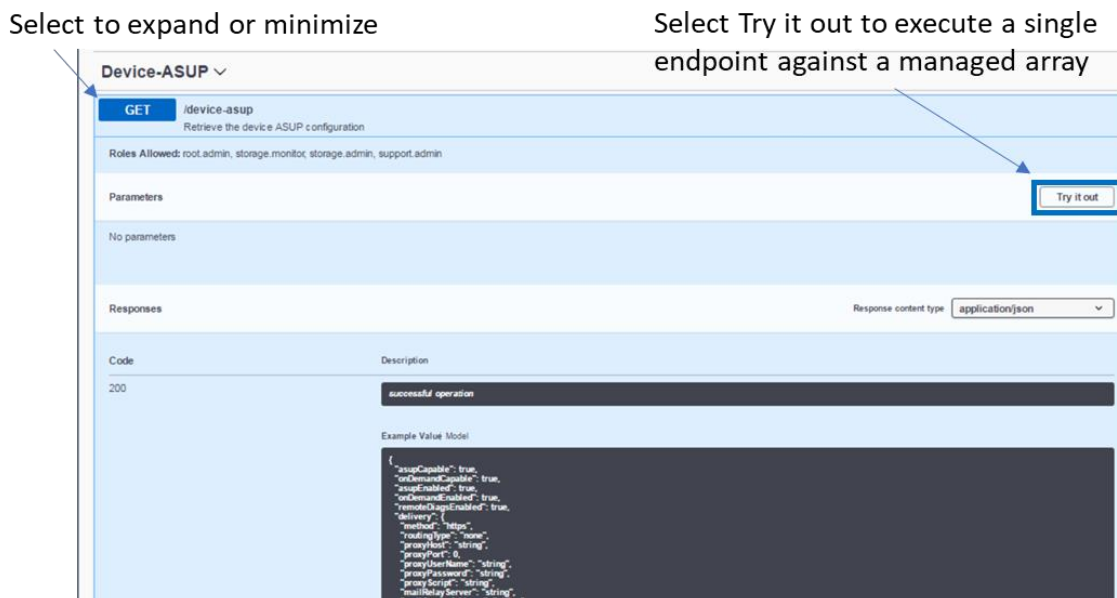 Select to expand or minimize
Select Try it out to execute a single
endpoint against a managed array
Device-ASUP
GET /device-asup
Retrieve the device ASUP configuration
Roles Allowed: root.admin, storage.monitor, storage.admin, support.admin
Parameters
Try it out
No parameters
Responses
Response content type application/json
Code Description
200
successful operation
Example Value Model
{
"asupCapable": true,
"onDemandCapable": true,
"asupEnabled": true,
"onDemandEnabled": true,
"remoteDiagsEnabled": true,
"delivery": {
"method": "https",
"routingType": "none",
"proxyHost": "string",
"proxyPort": 0,
"proxyUserName": "string",
"proxyPassword": "string",
"proxyScript": "string",
"mailRelayServer": "string",